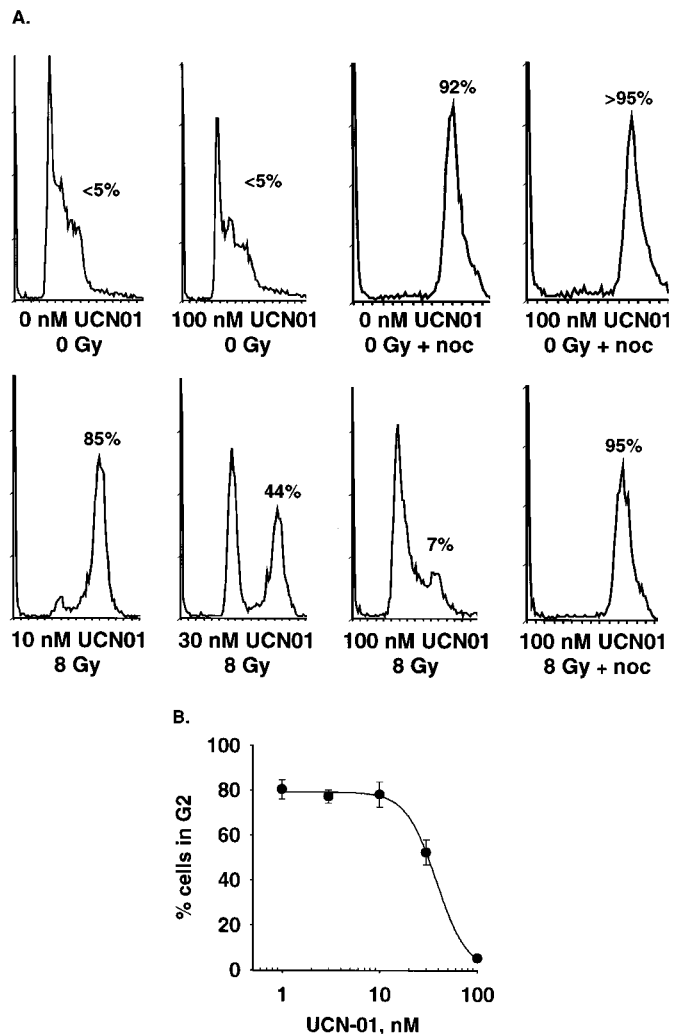 A.
<5%
<5%
92%
>95%
0 nM UCN01
0 Gy
100 nM UCN01
0 Gy
0 nM UCN01
0 Gy + noc
100 nM UCN01
0 Gy + noc
85%
44%
7%
95%
10 nM UCN01
8 Gy
30 nM UCN01
8 Gy
100 nM UCN01
8 Gy
100 nM UCN01
8 Gy + noc
B.
% cells in G2
100
80
60
40
20
0
1
10
100
UCN-01, nM